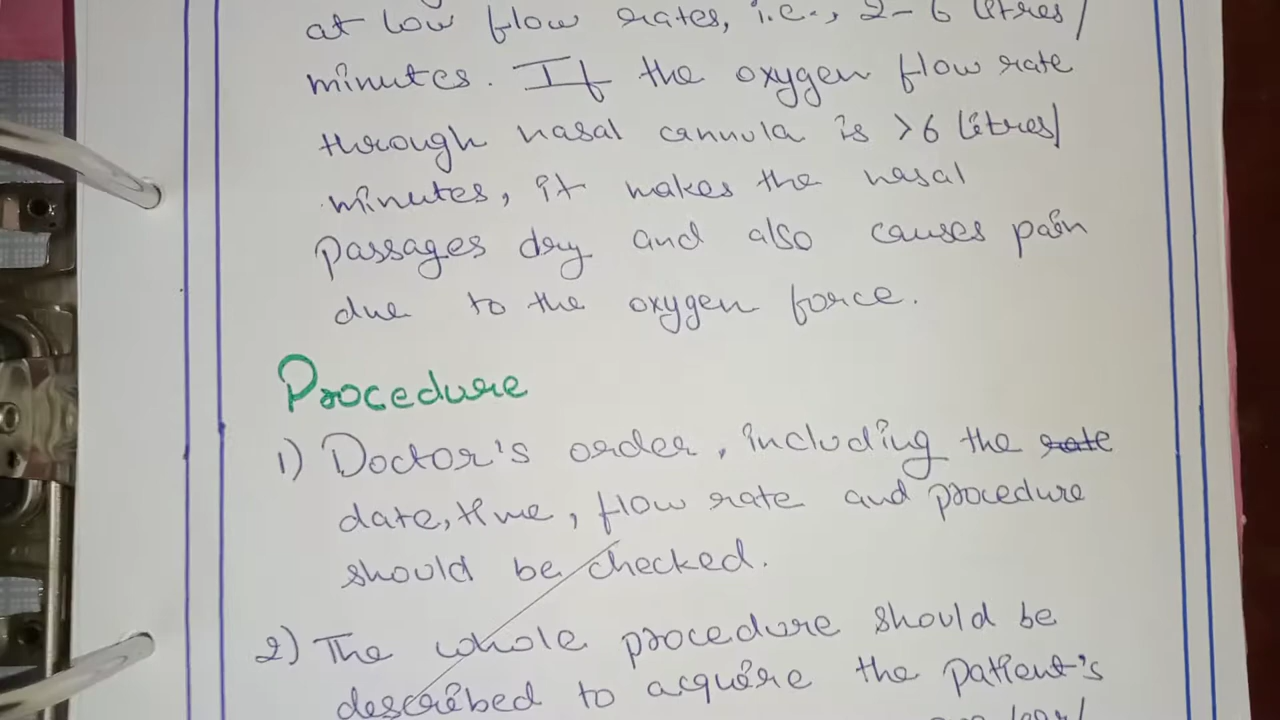 at low flow rates, i.e., 2-6 litres/
minutes. If the oxygen flow rate
through nasal cannula is >6 litres/
minutes, it makes the nasal
passages dry and also causes pain
due to the oxygen force.
Procedure
1) Doctor's order, including the rate
date, time, flow rate and procedure
should be checked.
2) The whole procedure should be
described to acquire the patient's